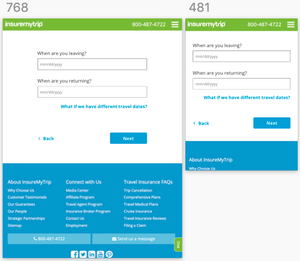 768
insuremytrip
800-487-4722
When are you leaving?
mm/dd/yyyy
When are you returning?
mm/dd/yyyy
What if we have different travel dates?
‹ Back
Next
About InsureMyTrip
Why Choose Us
Customer Testimonials
Our Guarantees
Our People
Strategic Partnerships
Sitemap
Connect with Us
Media Center
Affiliate Program
Travel Agent Program
Insurance Broker Program
Contact Us
Employment
Travel Insurance FAQs
Trip Cancellation
Comprehensive Plans
Travel Medical Plans
Cruise Insurance
Travel Insurance Reviews
Filing a Claim
800-487-4722
Send us a message
481
insuremytrip
800-487-4722
When are you leaving?
mm/dd/yyyy
When are you returning?
mm/dd/yyyy
What if we have different travel dates?
‹ Back
Next
About InsureMyTrip
Why Choose Us